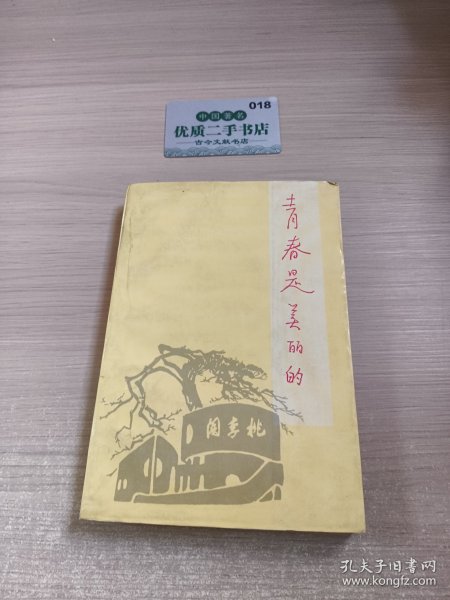 018
中国著名
优质二手书店
古今文献书店
青春是美丽的
阁李桃
孔夫子旧书网
www.kongfz.com